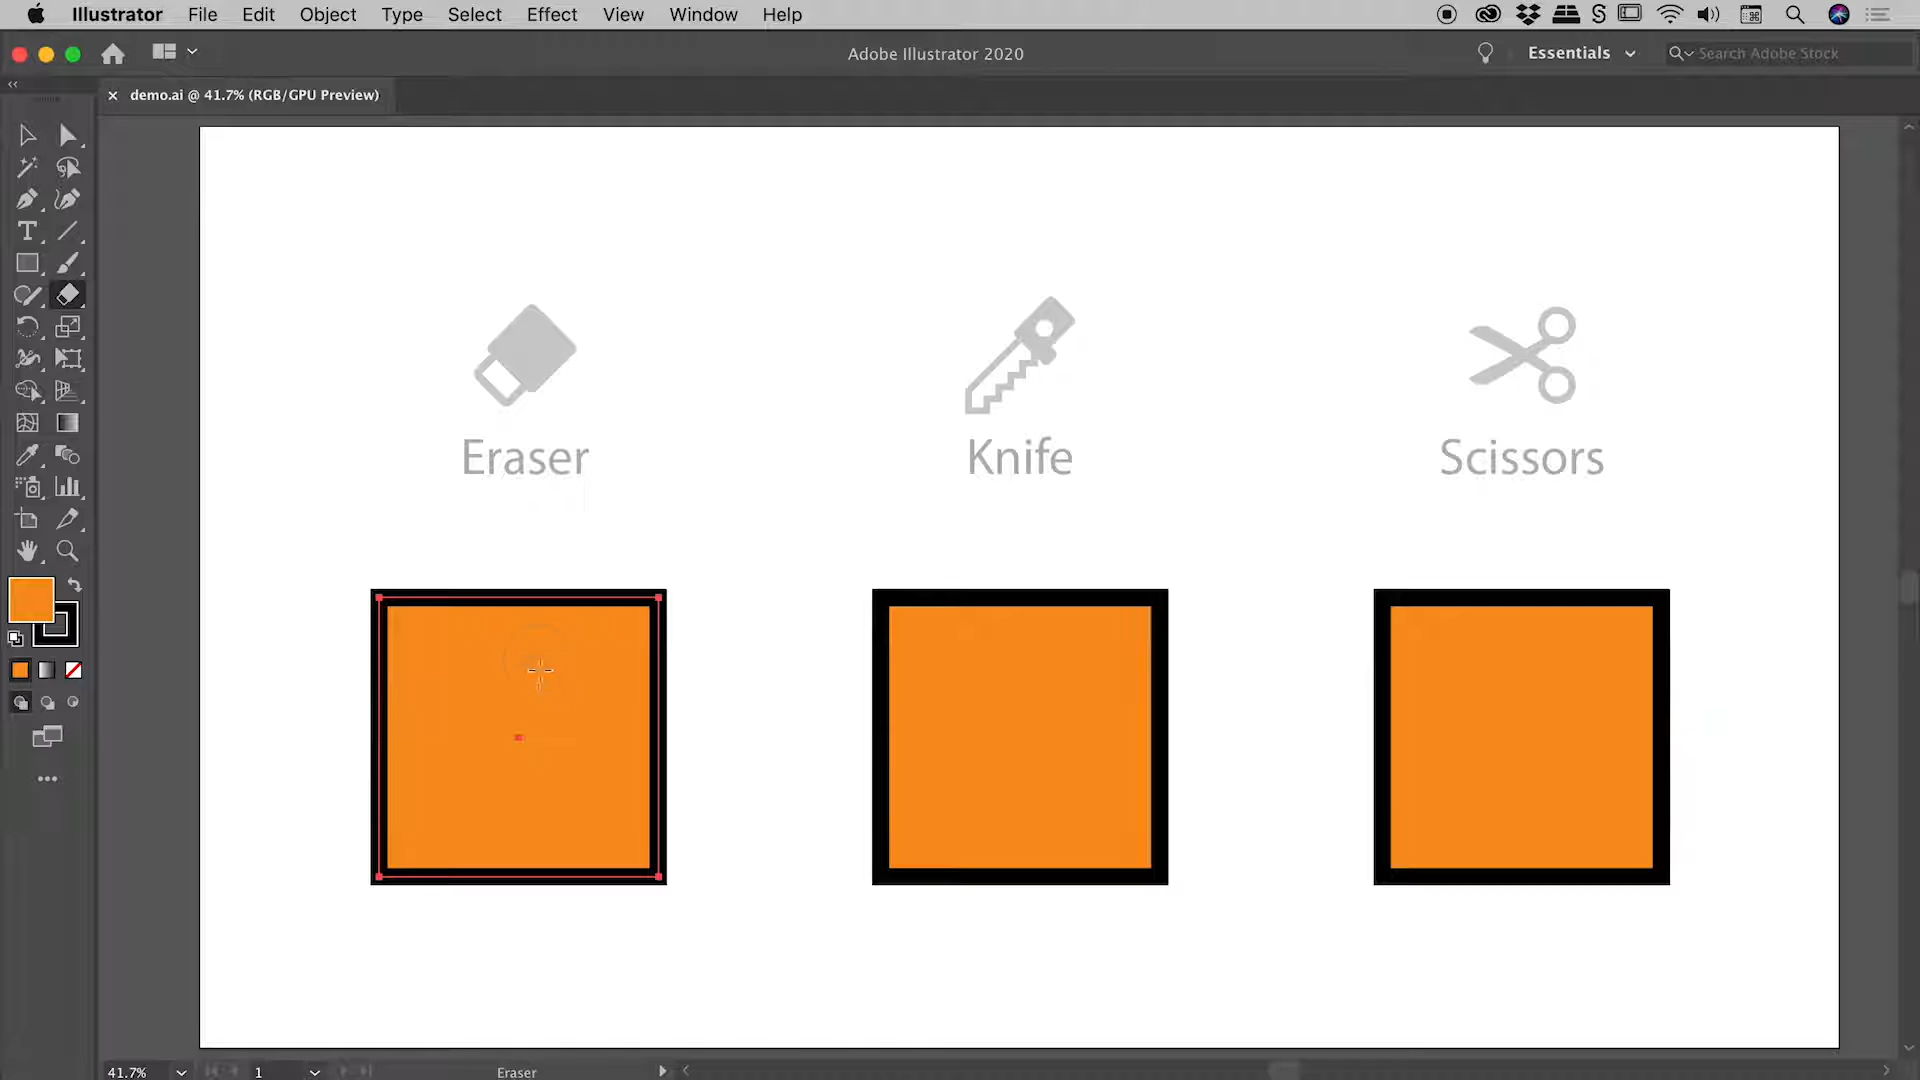 Illustrator File Edit Object Type Select Effect View Window Help
Adobe Illustrator 2020
Essentials
Search Adobe Stock
demo.ai @ 41.7% (RGB/GPU Preview)
Eraser
Knife
Scissors
41.7%
1
Eraser